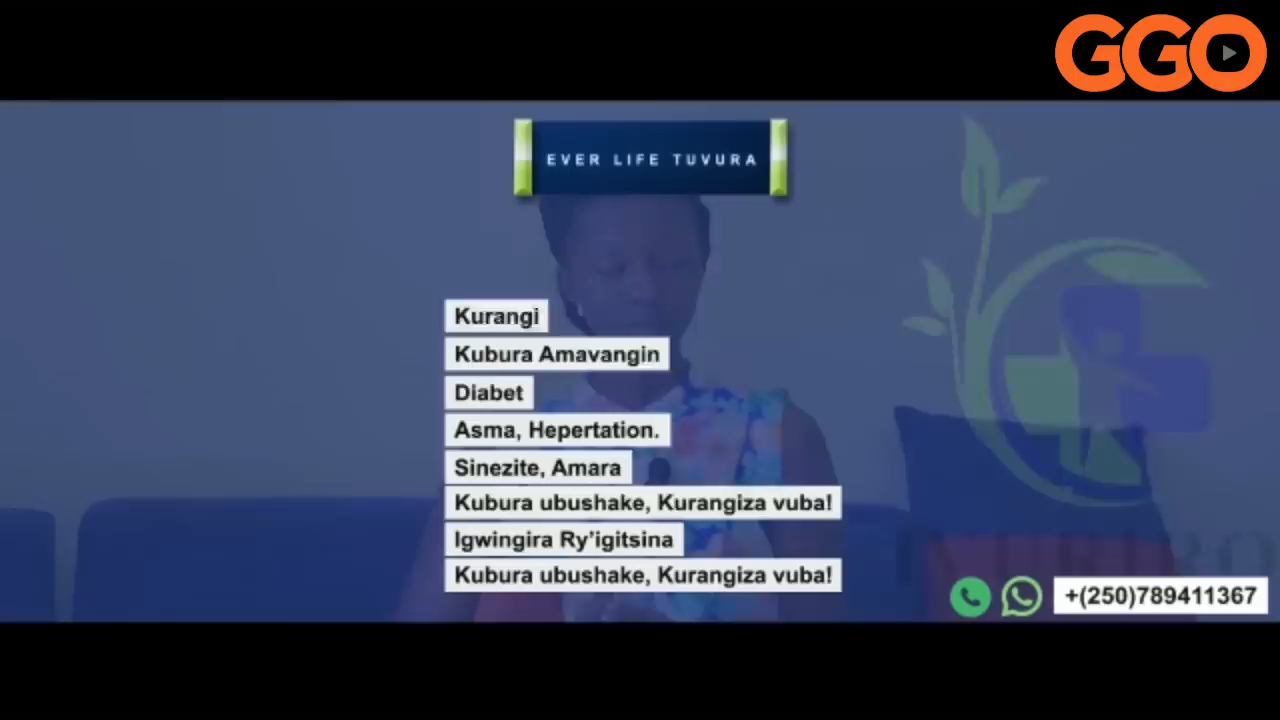 GGO
EVER LIFE TUVURA
Kurangi
Kubura Amavangin
Diabet
Asma, Hepertation.
Sinezite, Amara
Kubura ubushake, Kurangiza vuba!
Igwingira Ry’igitsina
Kubura ubushake, Kurangiza vuba!
+(250)789411367